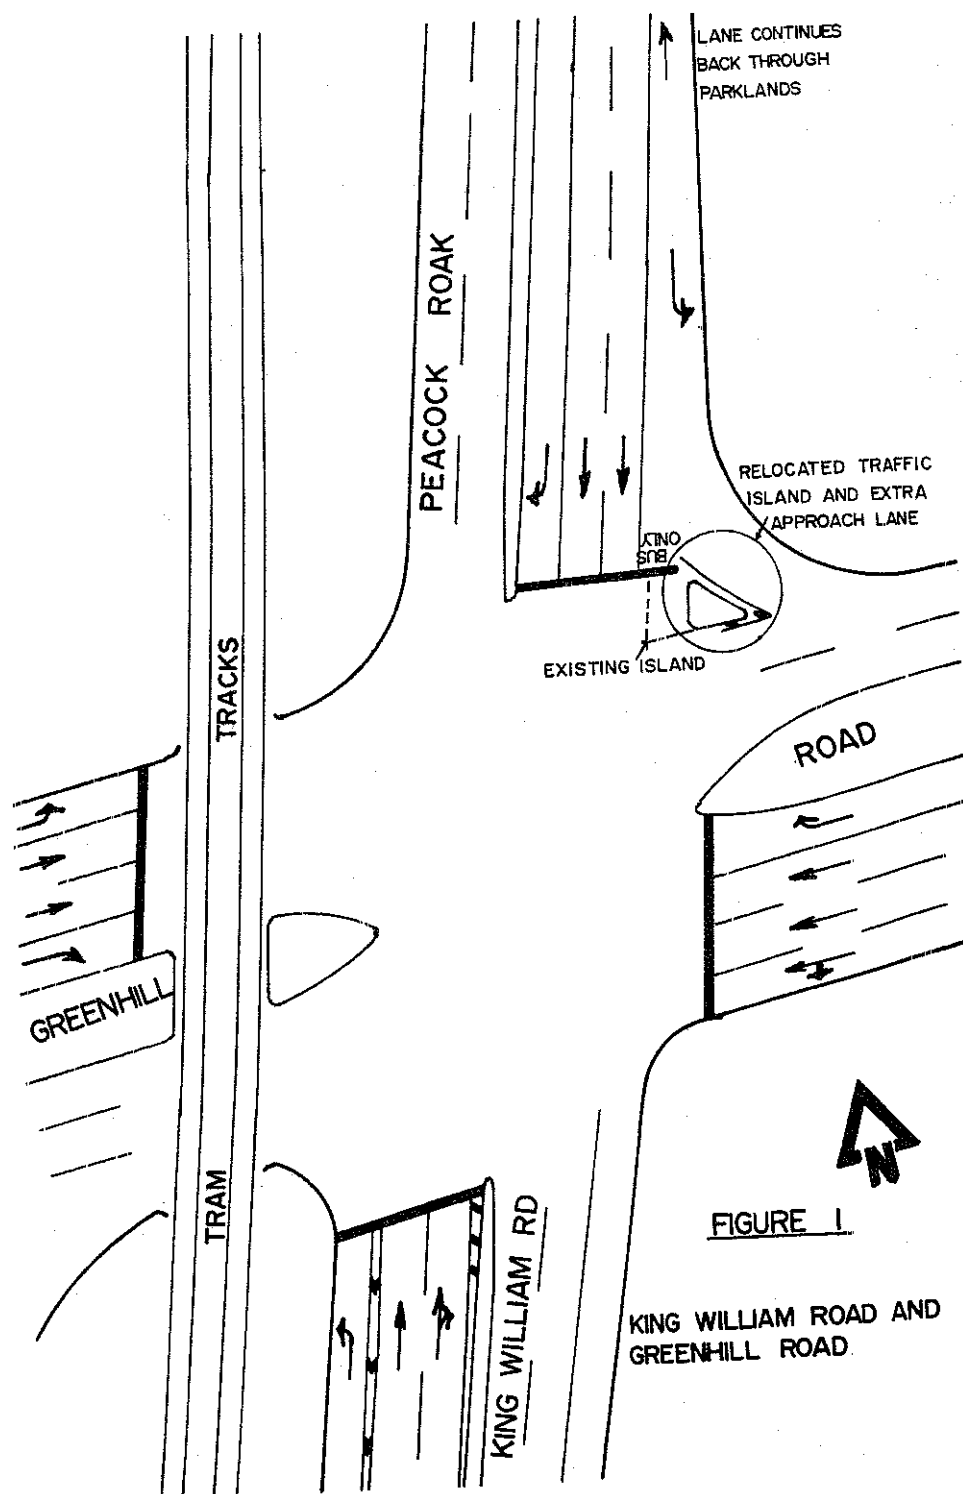 LANE CONTINUES
BACK THROUGH
PARKLANDS
PEACOCK ROAK
RELOCATED TRAFFIC
ISLAND AND EXTRA
APPROACH LANE
BUS
ONLY
EXISTING ISLAND
TRACKS
ROAD
GREENHILL
TRAM
KING WILLIAM RD
N
FIGURE 1
KING WILLIAM ROAD AND
GREENHILL ROAD